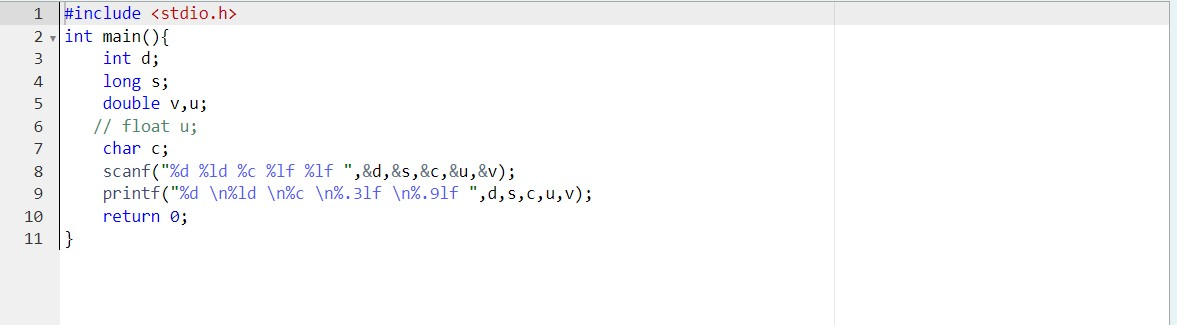 1 #include <stdio.h>
2 int main(){
3 int d;
4 long s;
5 double v,u;
6 // float u;
7 char c;
8 scanf("%d %ld %c %lf %lf ",&d,&s,&c,&u,&v);
9 printf("%d \n%ld \n%c \n%.3lf \n%.9lf ",d,s,c,u,v);
10 return 0;
11 }